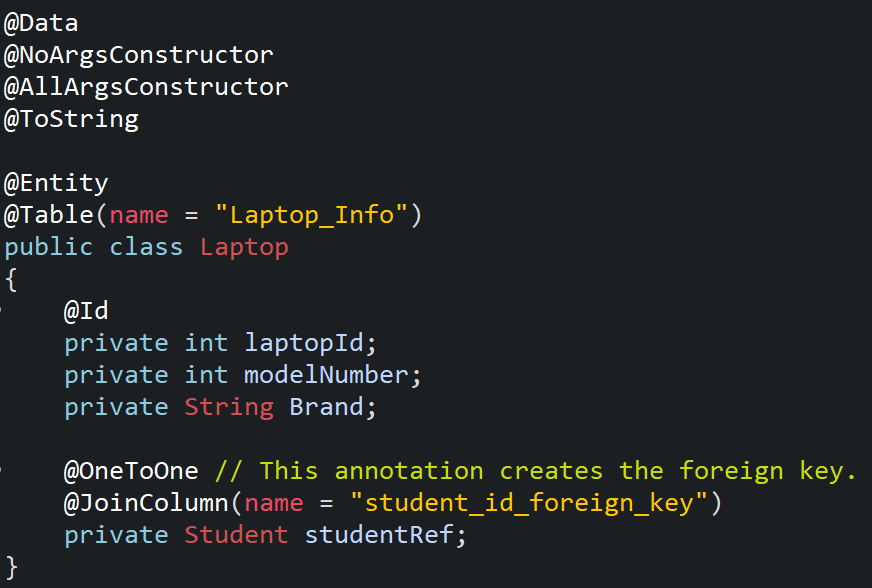 @Data
@NoArgsConstructor
@AllArgsConstructor
@ToString
@Entity
@Table(name = "Laptop_Info")
public class Laptop
{
@Id
private int laptopId;
private int modelNumber;
private String Brand;
@OneToOne // This annotation creates the foreign key.
@JoinColumn(name = "student_id_foreign_key")
private Student studentRef;
}